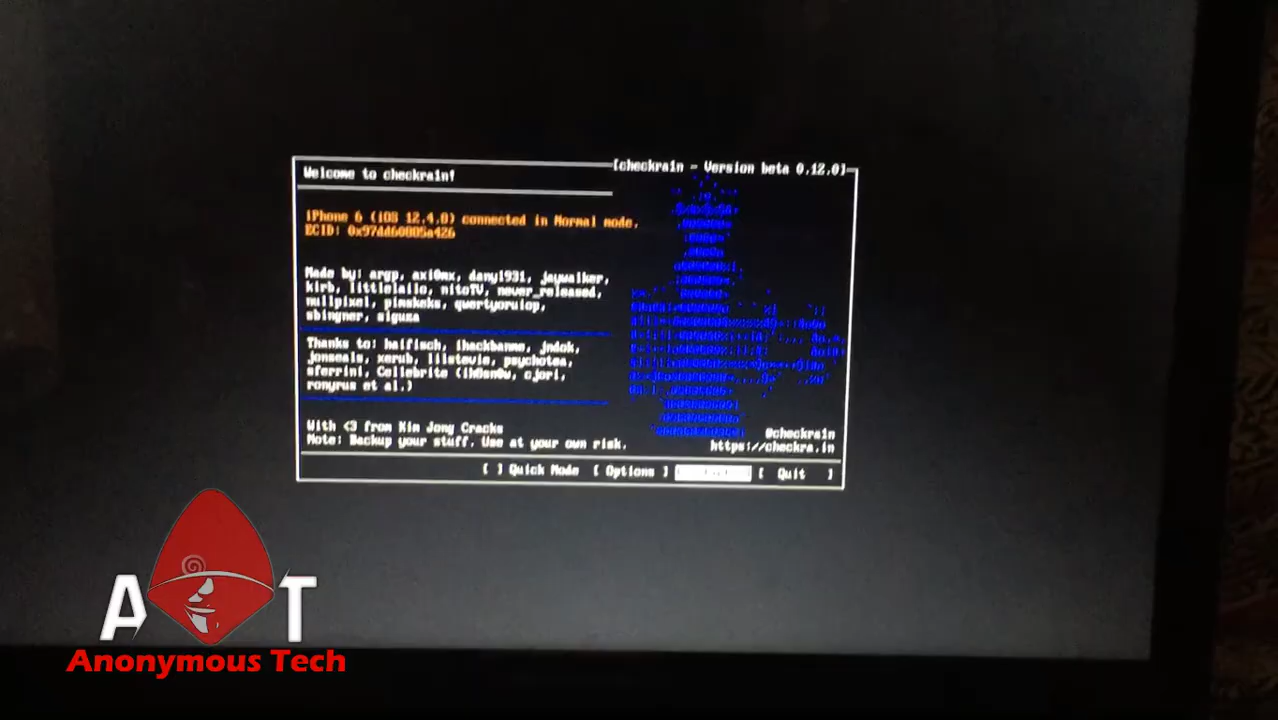 Welcome to checkra1n!
[checkra1n - Version beta 0.12.0]
iPhone 6 (iOS 12.4.8) connected in Normal mode.
ECID: 0x97dd60805a426
Made by: argp, axi0mx, danyl931, jaywalker,
kirb, littlelailo, nitoTV, never_released,
nullpixel, pimskeks, qwertyoruiop,
sbingner, siguza
Thanks to: haifisch, ihackbanme, jndok,
jonseals, xerub, lilstevie, psychotea,
sferrini, Cellebrite (ih8sn0w, cjori,
ronyrus et al.)
With <3 from Kim Jong Cracks
Note: Backup your stuff. Use at your own risk.
@checkra1n
https://checkra.in
[ ] Quick Mode [ Options ] [ Quit ]
A T
Anonymous Tech